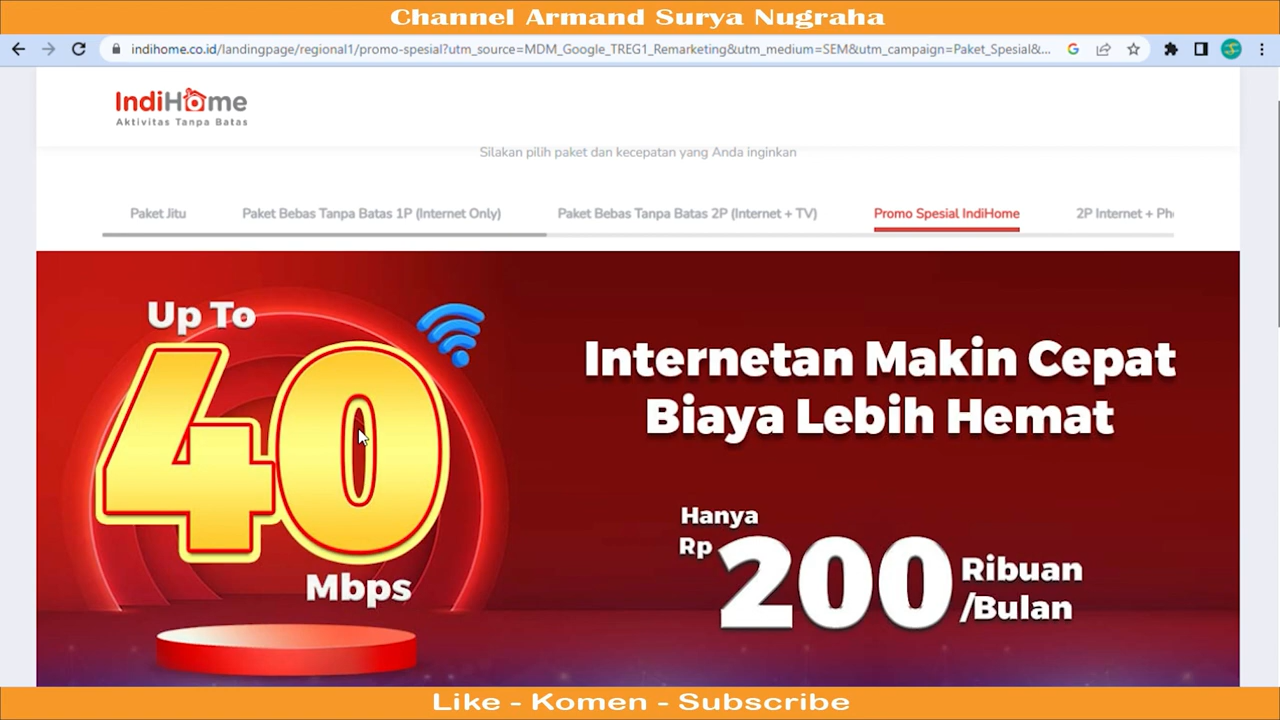 Channel Armand Surya Nugraha
indihome.co.id/landingpage/regional1/promo-spesial?utm_source=MDM_Google_TREG1_Remarketing&utm_medium=SEM&utm_campaign=Paket_Spesial&...
IndiHome
Aktivitas Tanpa Batas
Silakan pilih paket dan kecepatan yang Anda inginkan
Paket Jitu Paket Bebas Tanpa Batas 1P (Internet Only) Paket Bebas Tanpa Batas 2P (Internet + TV) Promo Spesial IndiHome 2P Internet + Ph
Up To
40
Mbps
Internetan Makin Cepat
Biaya Lebih Hemat
Hanya
Rp 200 Ribuan
/Bulan
Like - Komen - Subscribe